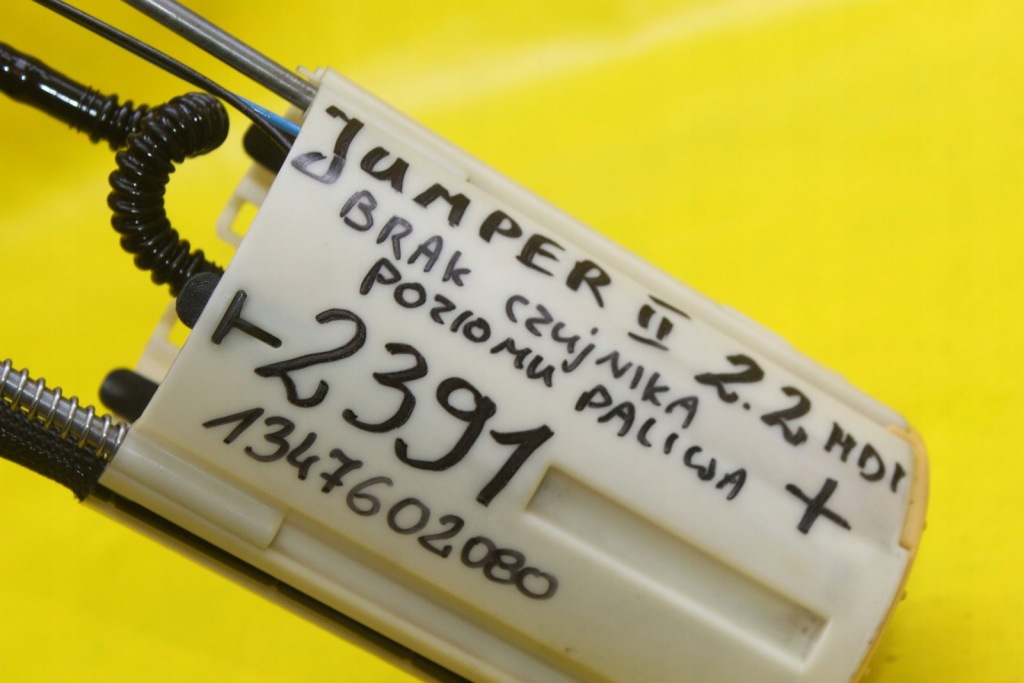 JUMPER II 2.2 HDI
BRAK CZUJNIKA
POZIOMU PALIWA +
2391
1347602080